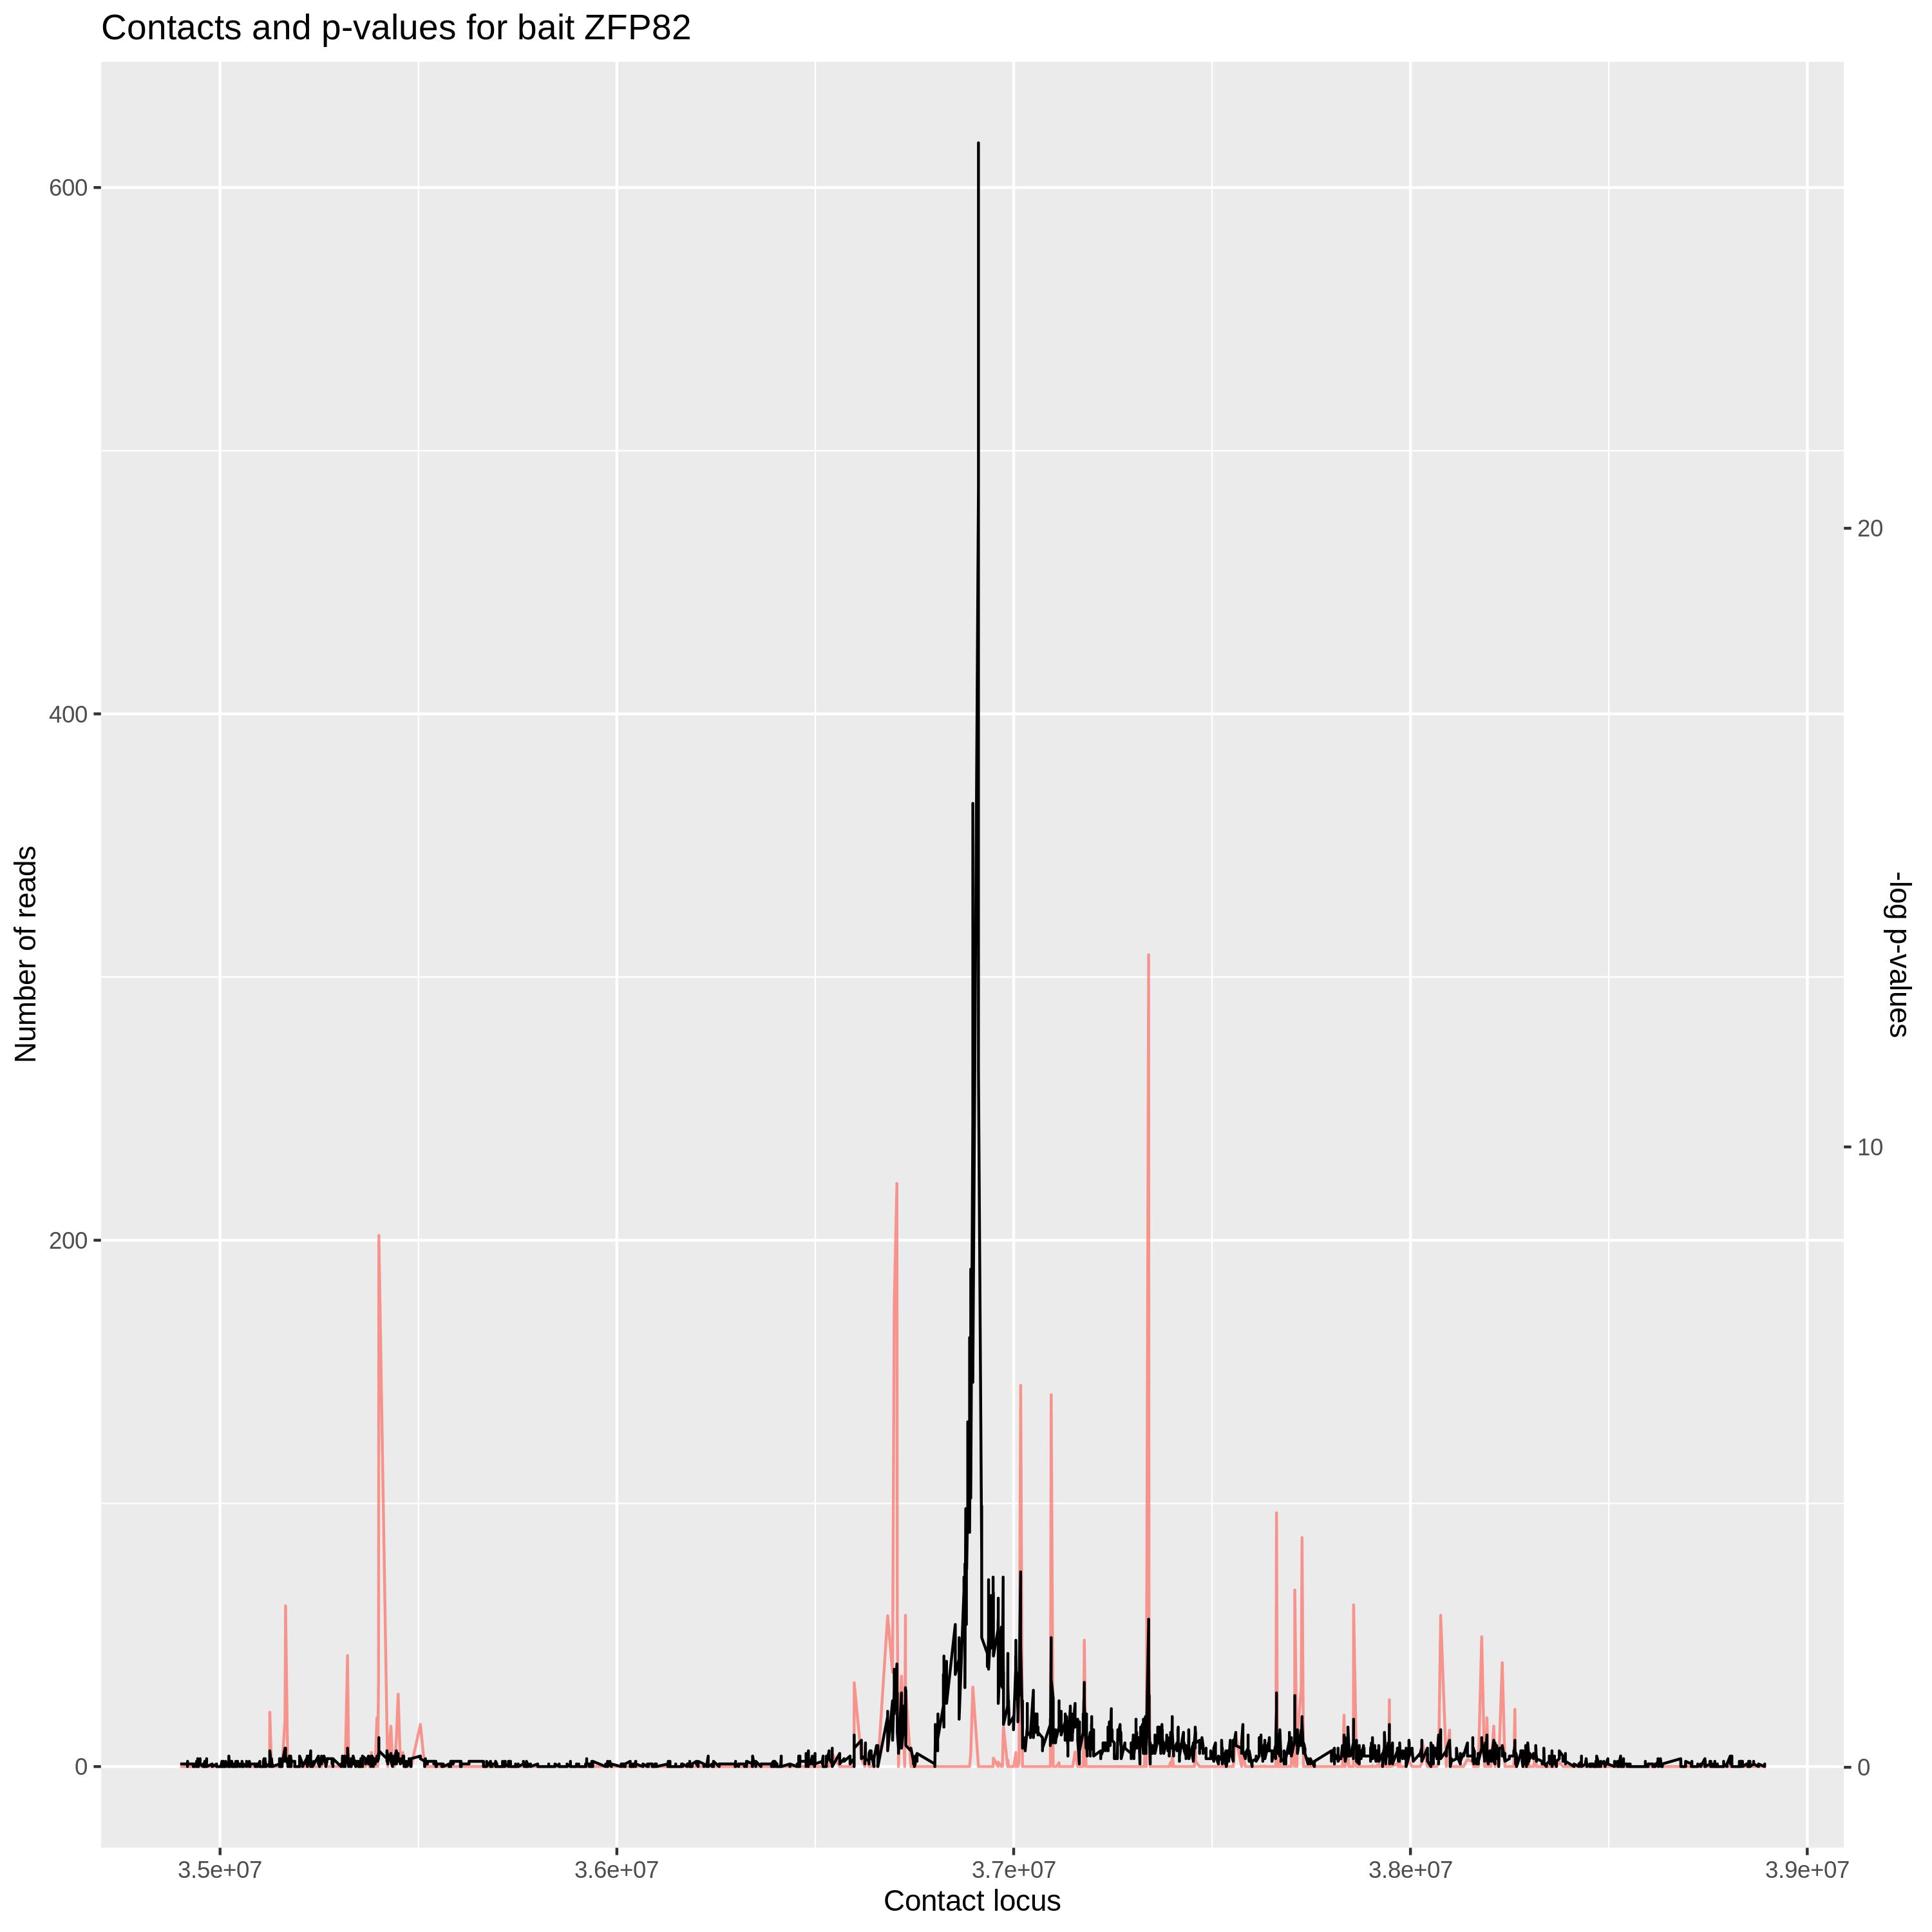 Contacts and p-values for bait ZFP82
600
400
200
0
20
10
0
Number of reads
-log p-values
3.5e+07 3.6e+07 3.7e+07 3.8e+07 3.9e+07
Contact locus